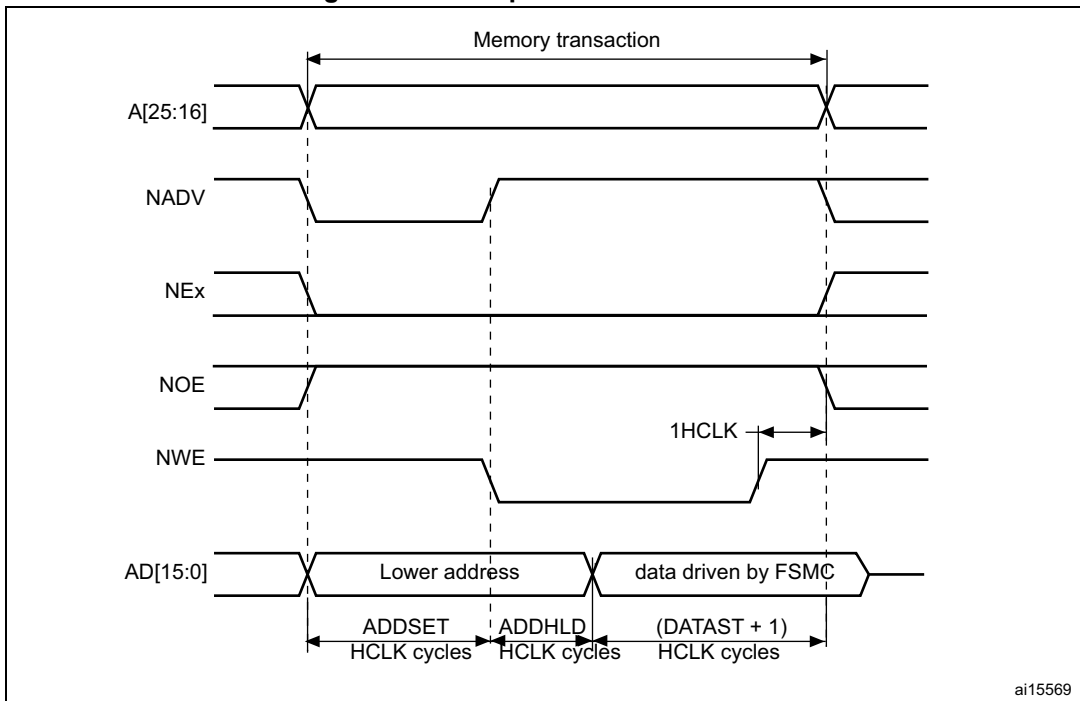 Memory transaction
A[25:16]
NADV
NEx
NOE
1HCLK
NWE
AD[15:0]
Lower address
data driven by FSMC
ADDSET
HCLK cycles
ADDHLD
HCLK cycles
(DATAST + 1)
HCLK cycles
ai15569